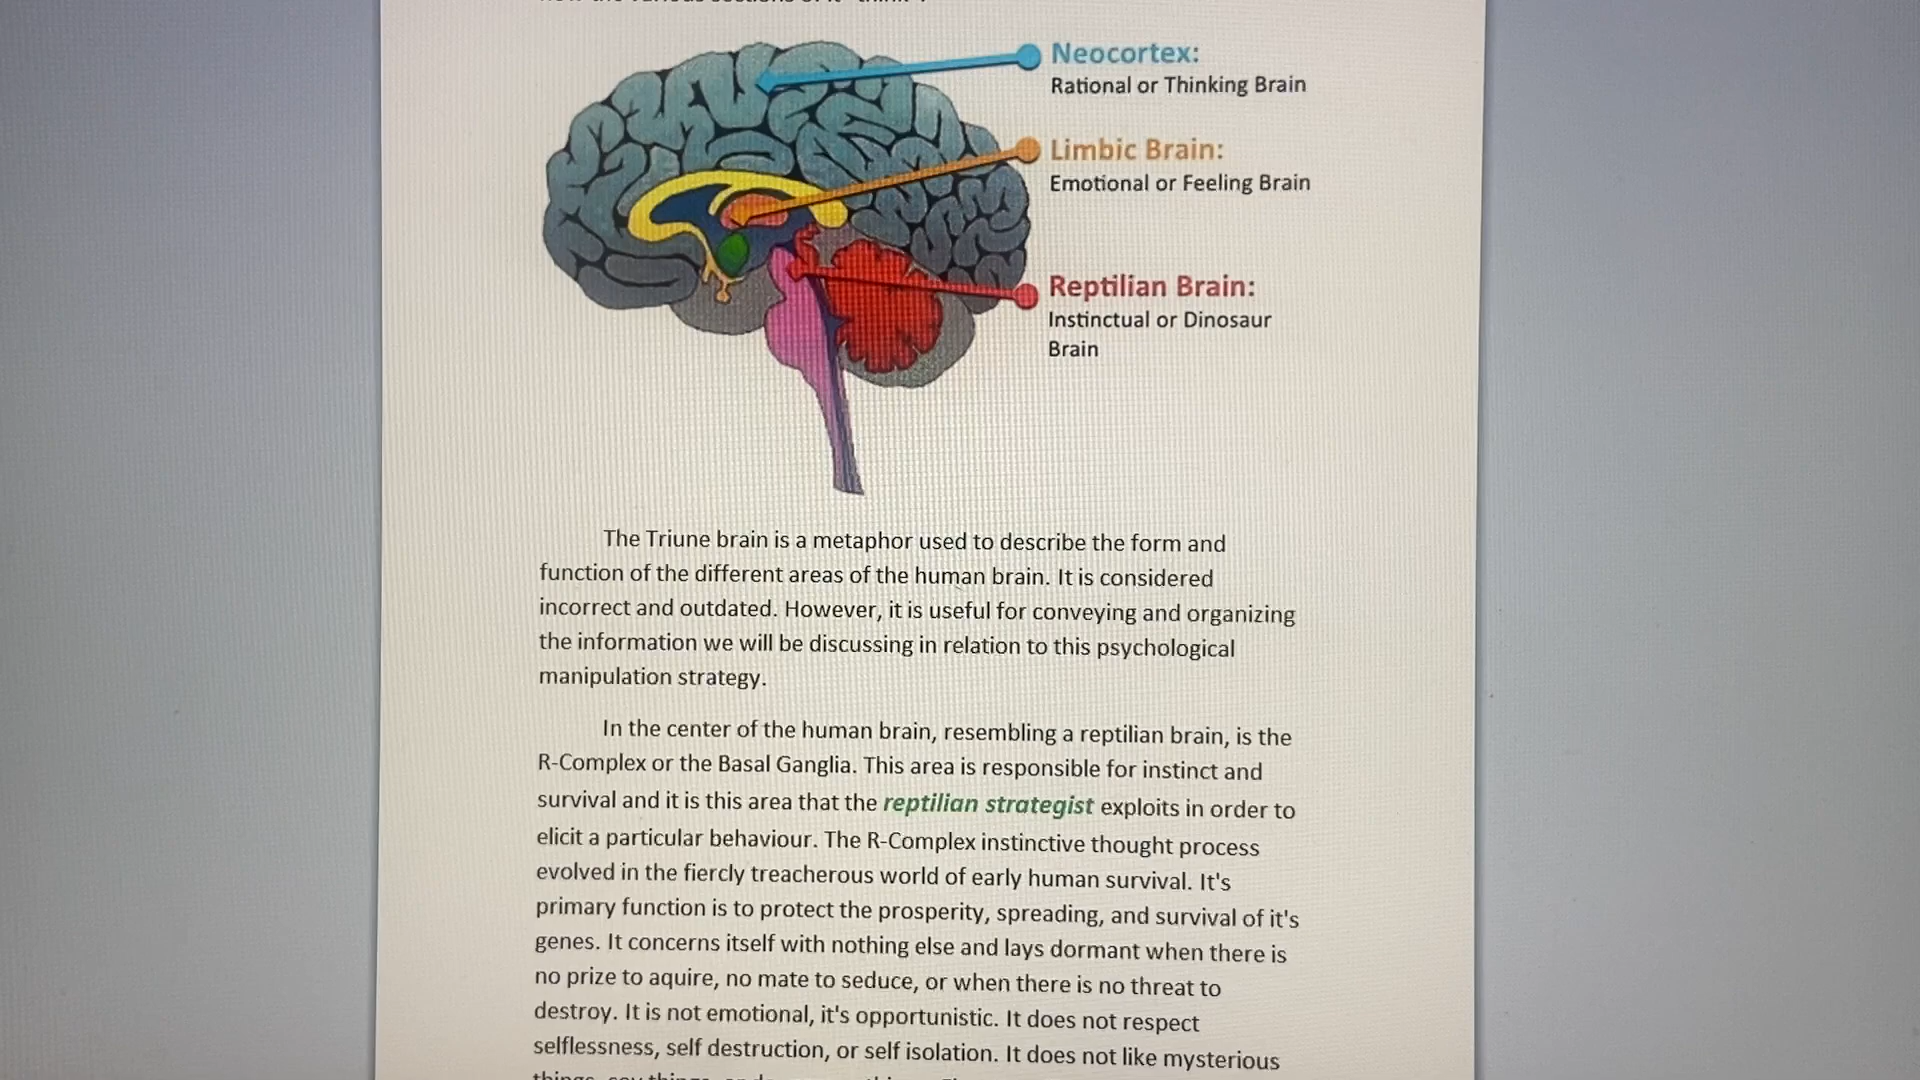 Neocortex:
Rational or Thinking Brain
Limbic Brain:
Emotional or Feeling Brain
Reptilian Brain:
Instinctual or Dinosaur
Brain
The Triune brain is a metaphor used to describe the form and
function of the different areas of the human brain. It is considered
incorrect and outdated. However, it is useful for conveying and organizing
the information we will be discussing in relation to this psychological
manipulation strategy.
In the center of the human brain, resembling a reptilian brain, is the
R-Complex or the Basal Ganglia. This area is responsible for instinct and
survival and it is this area that the reptilian strategist exploits in order to
elicit a particular behaviour. The R-Complex instinctive thought process
evolved in the fiercly treacherous world of early human survival. It's
primary function is to protect the prosperity, spreading, and survival of it's
genes. It concerns itself with nothing else and lays dormant when there is
no prize to aquire, no mate to seduce, or when there is no threat to
destroy. It is not emotional, it's opportunistic. It does not respect
selflessness, self destruction, or self isolation. It does not like mysterious